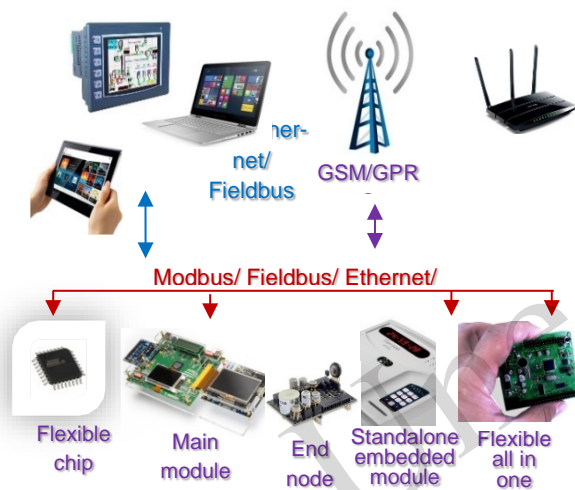 her-
net/
Fieldbus
GSM/GPR
Modbus/ Fieldbus/ Ethernet/
Flexible
chip
Main
module
End
node
Standalone
embedded
module
Flexible
all in
one